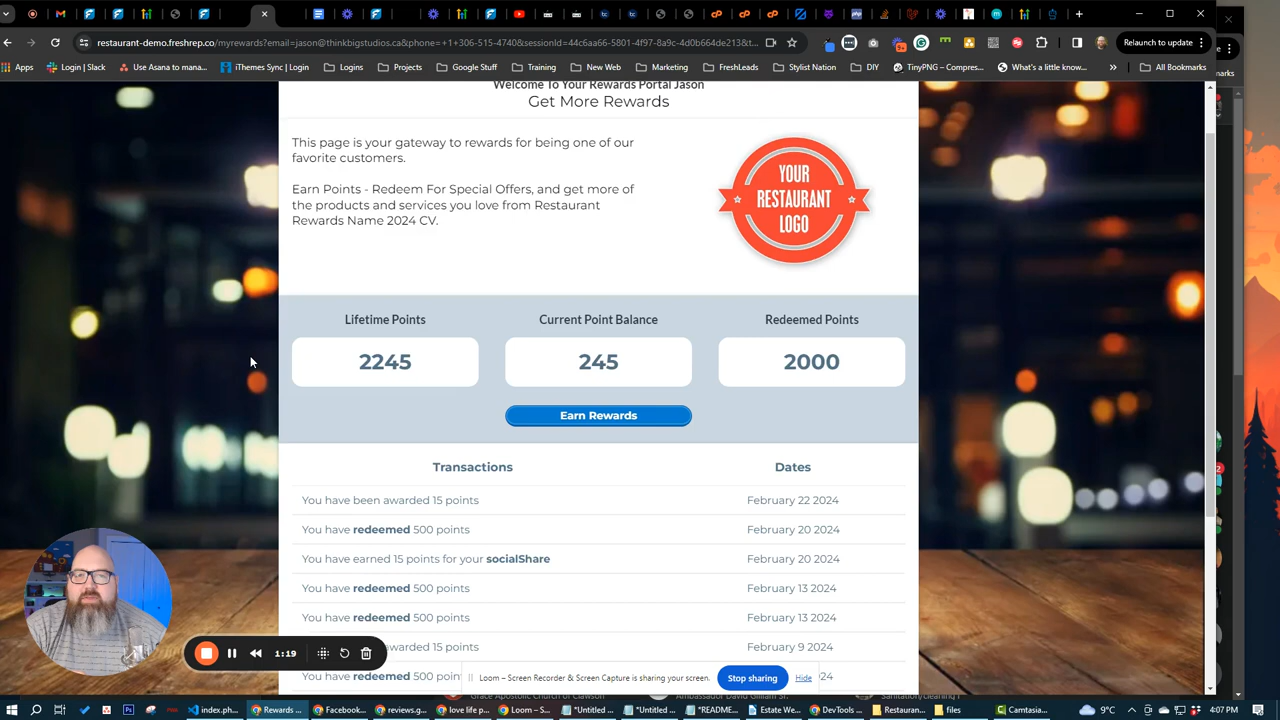 restaurant-demo.freshrep.co/myrewards?email=jason@thinkbigstudios.ca&phone=+1+306-515-4740&sessionId=44c6aa66-5801-4f97-8a9c-4d0b664de213&t...
Relaunch to update
Apps
Slack | Login | Slack
Use Asana to mana...
iThemes Sync | Login
Logins
Projects
Google Stuff
Training
New Web
Marketing
FreshLeads
Stylist Nation
DIY
TinyPNG – Compres...
What's a little know...
»
All Bookmarks
Welcome To Your Rewards Portal Jason
Get More Rewards
This page is your gateway to rewards for being one of our
favorite customers.
Earn Points - Redeem For Special Offers, and get more of
the products and services you love from Restaurant
Rewards Name 2024 CV.
YOUR
RESTAURANT
LOGO
Lifetime Points
Current Point Balance
Redeemed Points
2245
245
2000
Earn Rewards
Transactions
Dates
You have been awarded 15 points
February 22 2024
You have redeemed 500 points
February 20 2024
You have earned 15 points for your socialShare
February 20 2024
You have redeemed 500 points
February 13 2024
You have redeemed 500 points
February 13 2024
awarded 15 points
February 9 2024
redeemed 500 points
24
1:19
Loom – Screen Recorder & Screen Capture is sharing your screen.
Stop sharing
Hide
index.ph...
Rewards ...
Facebook...
reviews.g...
love life p...
Loom – S...
*Untitled ...
*Untitled ...
*README...
Estate We...
DevTools ...
Restauran...
files
Camtasia...
9°C
4:07 PM